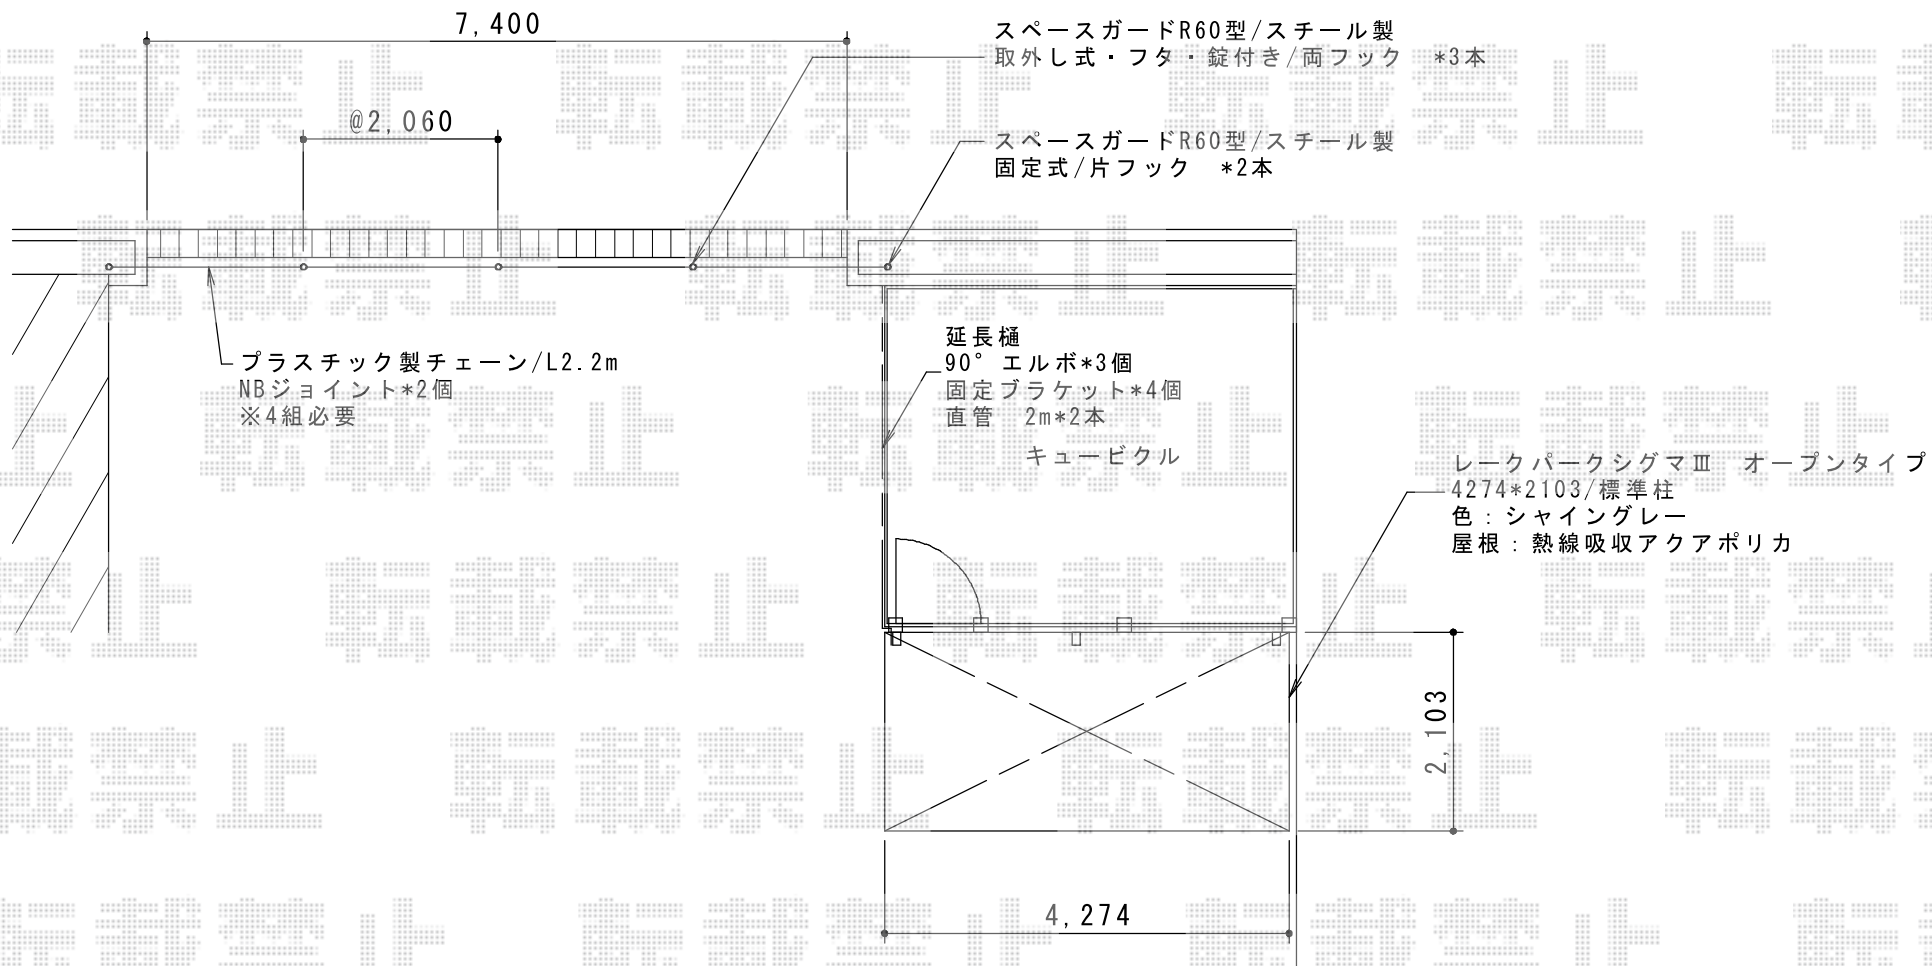 7,400
スペースガードR60型/スチール製
取外し式・フタ・錠付き/両フック *3本
@2,060
スペースガードR60型/スチール製
固定式/片フック *2本
プラスチック製チェーン/L2.2m
NBジョイント*2個
※4組必要
延長樋
90°エルボ*3個
固定ブラケット*4個
直管 2m*2本
キュービクル
レークパークシグマⅢ オープンタイプ
4274*2103/標準柱
色:シャイングレー
屋根:熱線吸収アクアポリカ
2,103
4,274
転載禁止